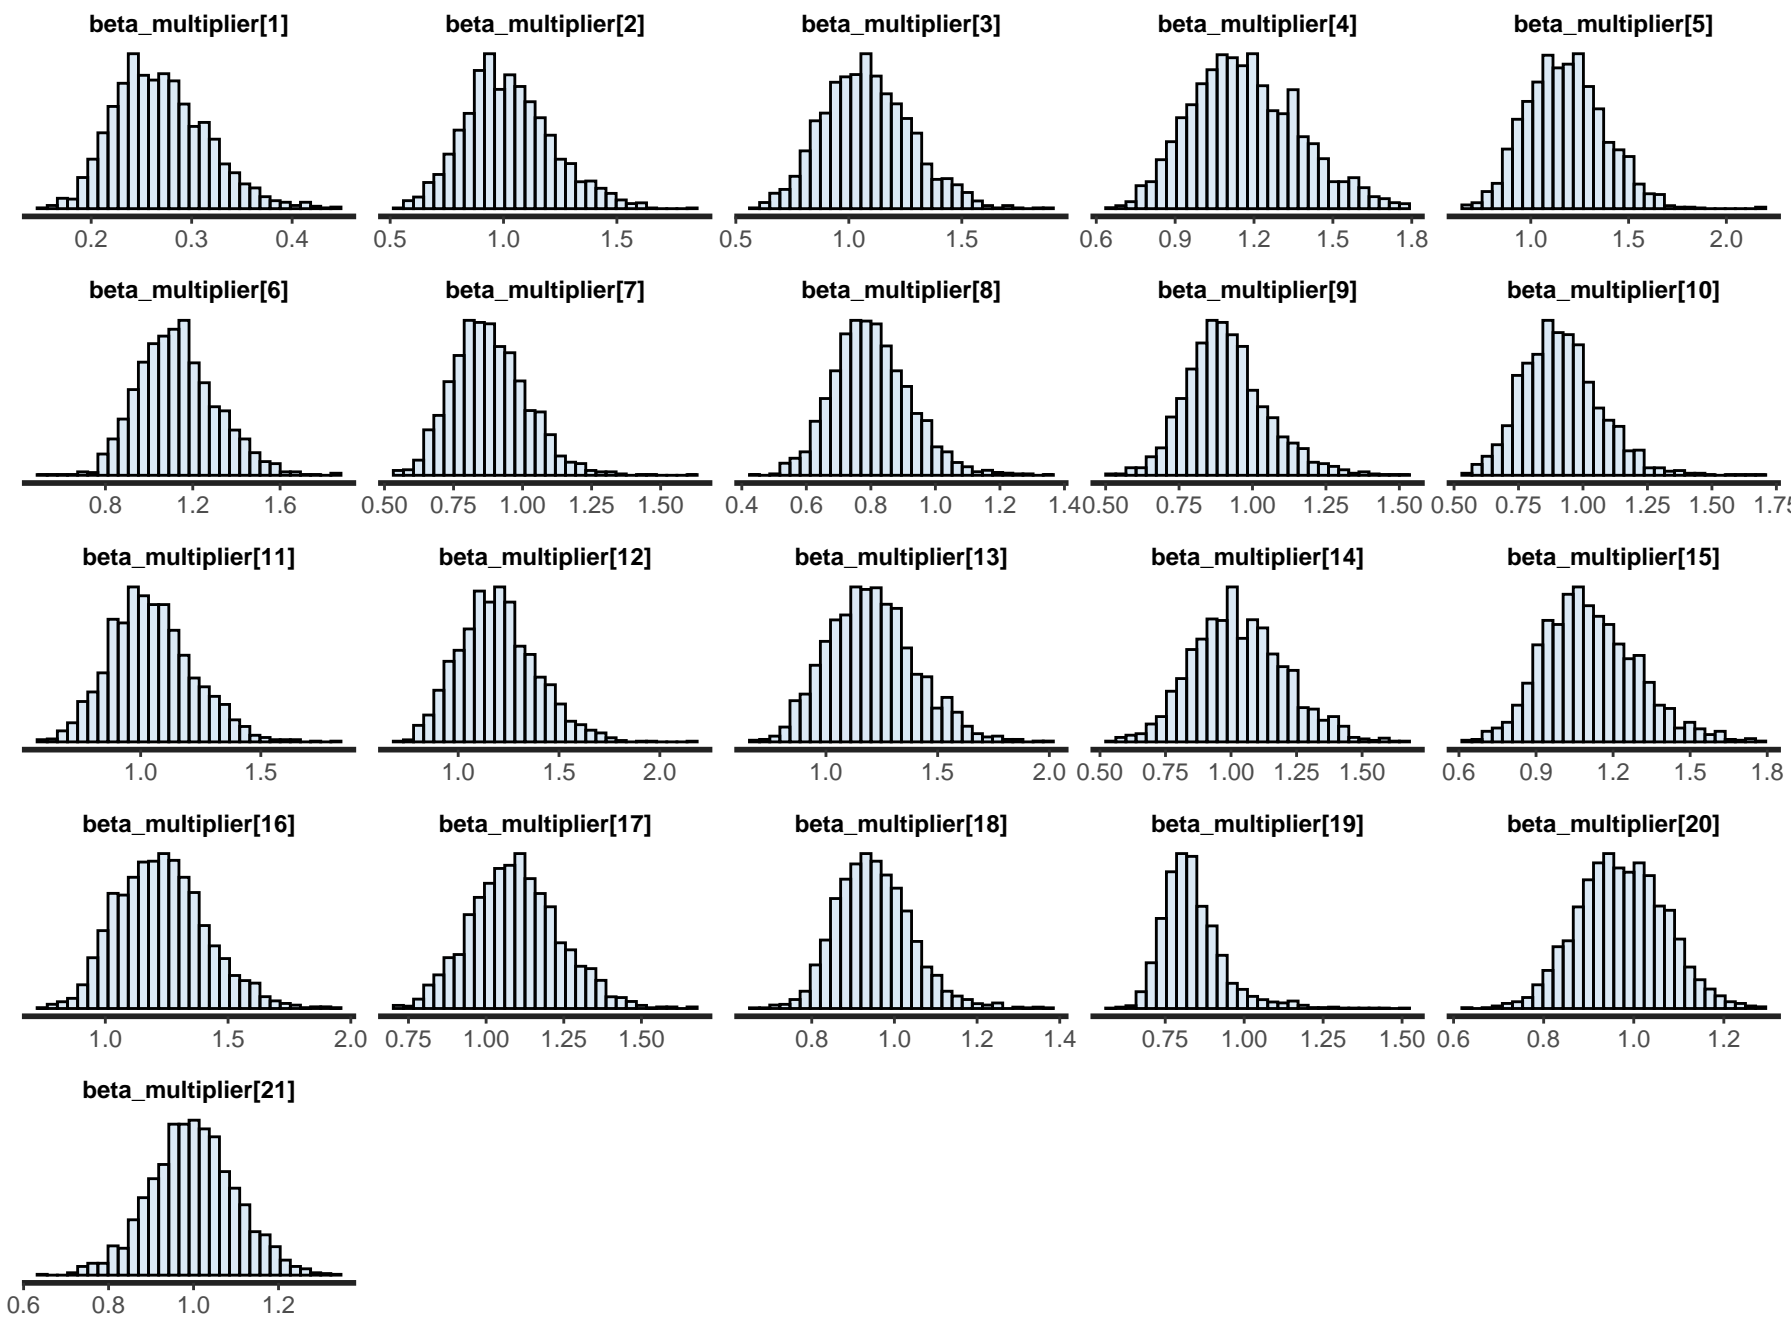 beta_multiplier[1] beta_multiplier[2] beta_multiplier[3] beta_multiplier[4] beta_multiplier[5]
0.2 0.3 0.4 0.5 1.0 1.5 0.5 1.0 1.5 0.6 0.9 1.2 1.5 1.8 1.0 1.5 2.0
beta_multiplier[6] beta_multiplier[7] beta_multiplier[8] beta_multiplier[9] beta_multiplier[10]
0.8 1.2 1.6 0.50 0.75 1.00 1.25 1.50 0.4 0.6 0.8 1.0 1.2 1.40.50 0.75 1.00 1.25 1.50 0.50 0.75 1.00 1.25 1.50 1.75
beta_multiplier[11] beta_multiplier[12] beta_multiplier[13] beta_multiplier[14] beta_multiplier[15]
1.0 1.5 1.0 1.5 2.0 1.0 1.5 2.0 0.50 0.75 1.00 1.25 1.50 0.6 0.9 1.2 1.5 1.8
beta_multiplier[16] beta_multiplier[17] beta_multiplier[18] beta_multiplier[19] beta_multiplier[20]
1.0 1.5 2.0 0.75 1.00 1.25 1.50 0.8 1.0 1.2 1.4 0.75 1.00 1.25 1.50 0.6 0.8 1.0 1.2
beta_multiplier[21]
0.6 0.8 1.0 1.2